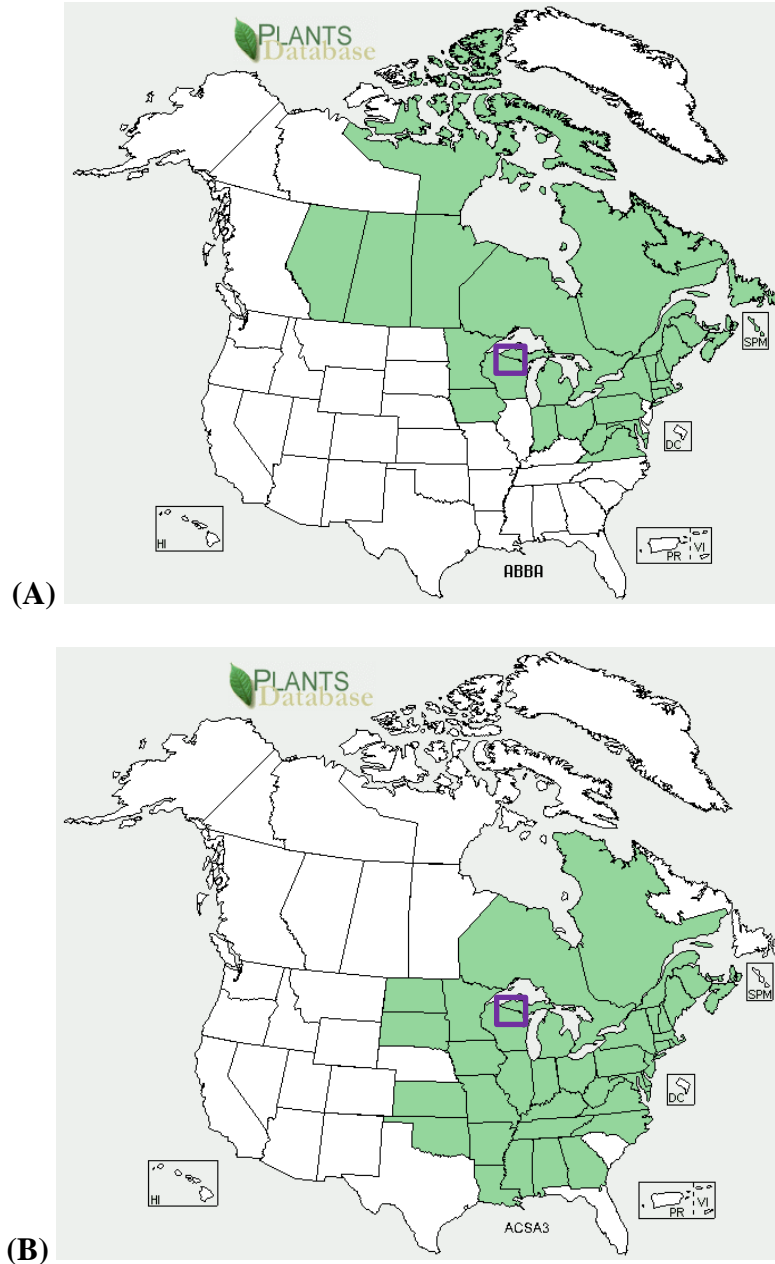 PLANTS
Database
SPM
DC
HI
PR VI
ABBA
(A)
PLANTS
Database
SPM
DC
HI
PR VI
ACSA3
(B)